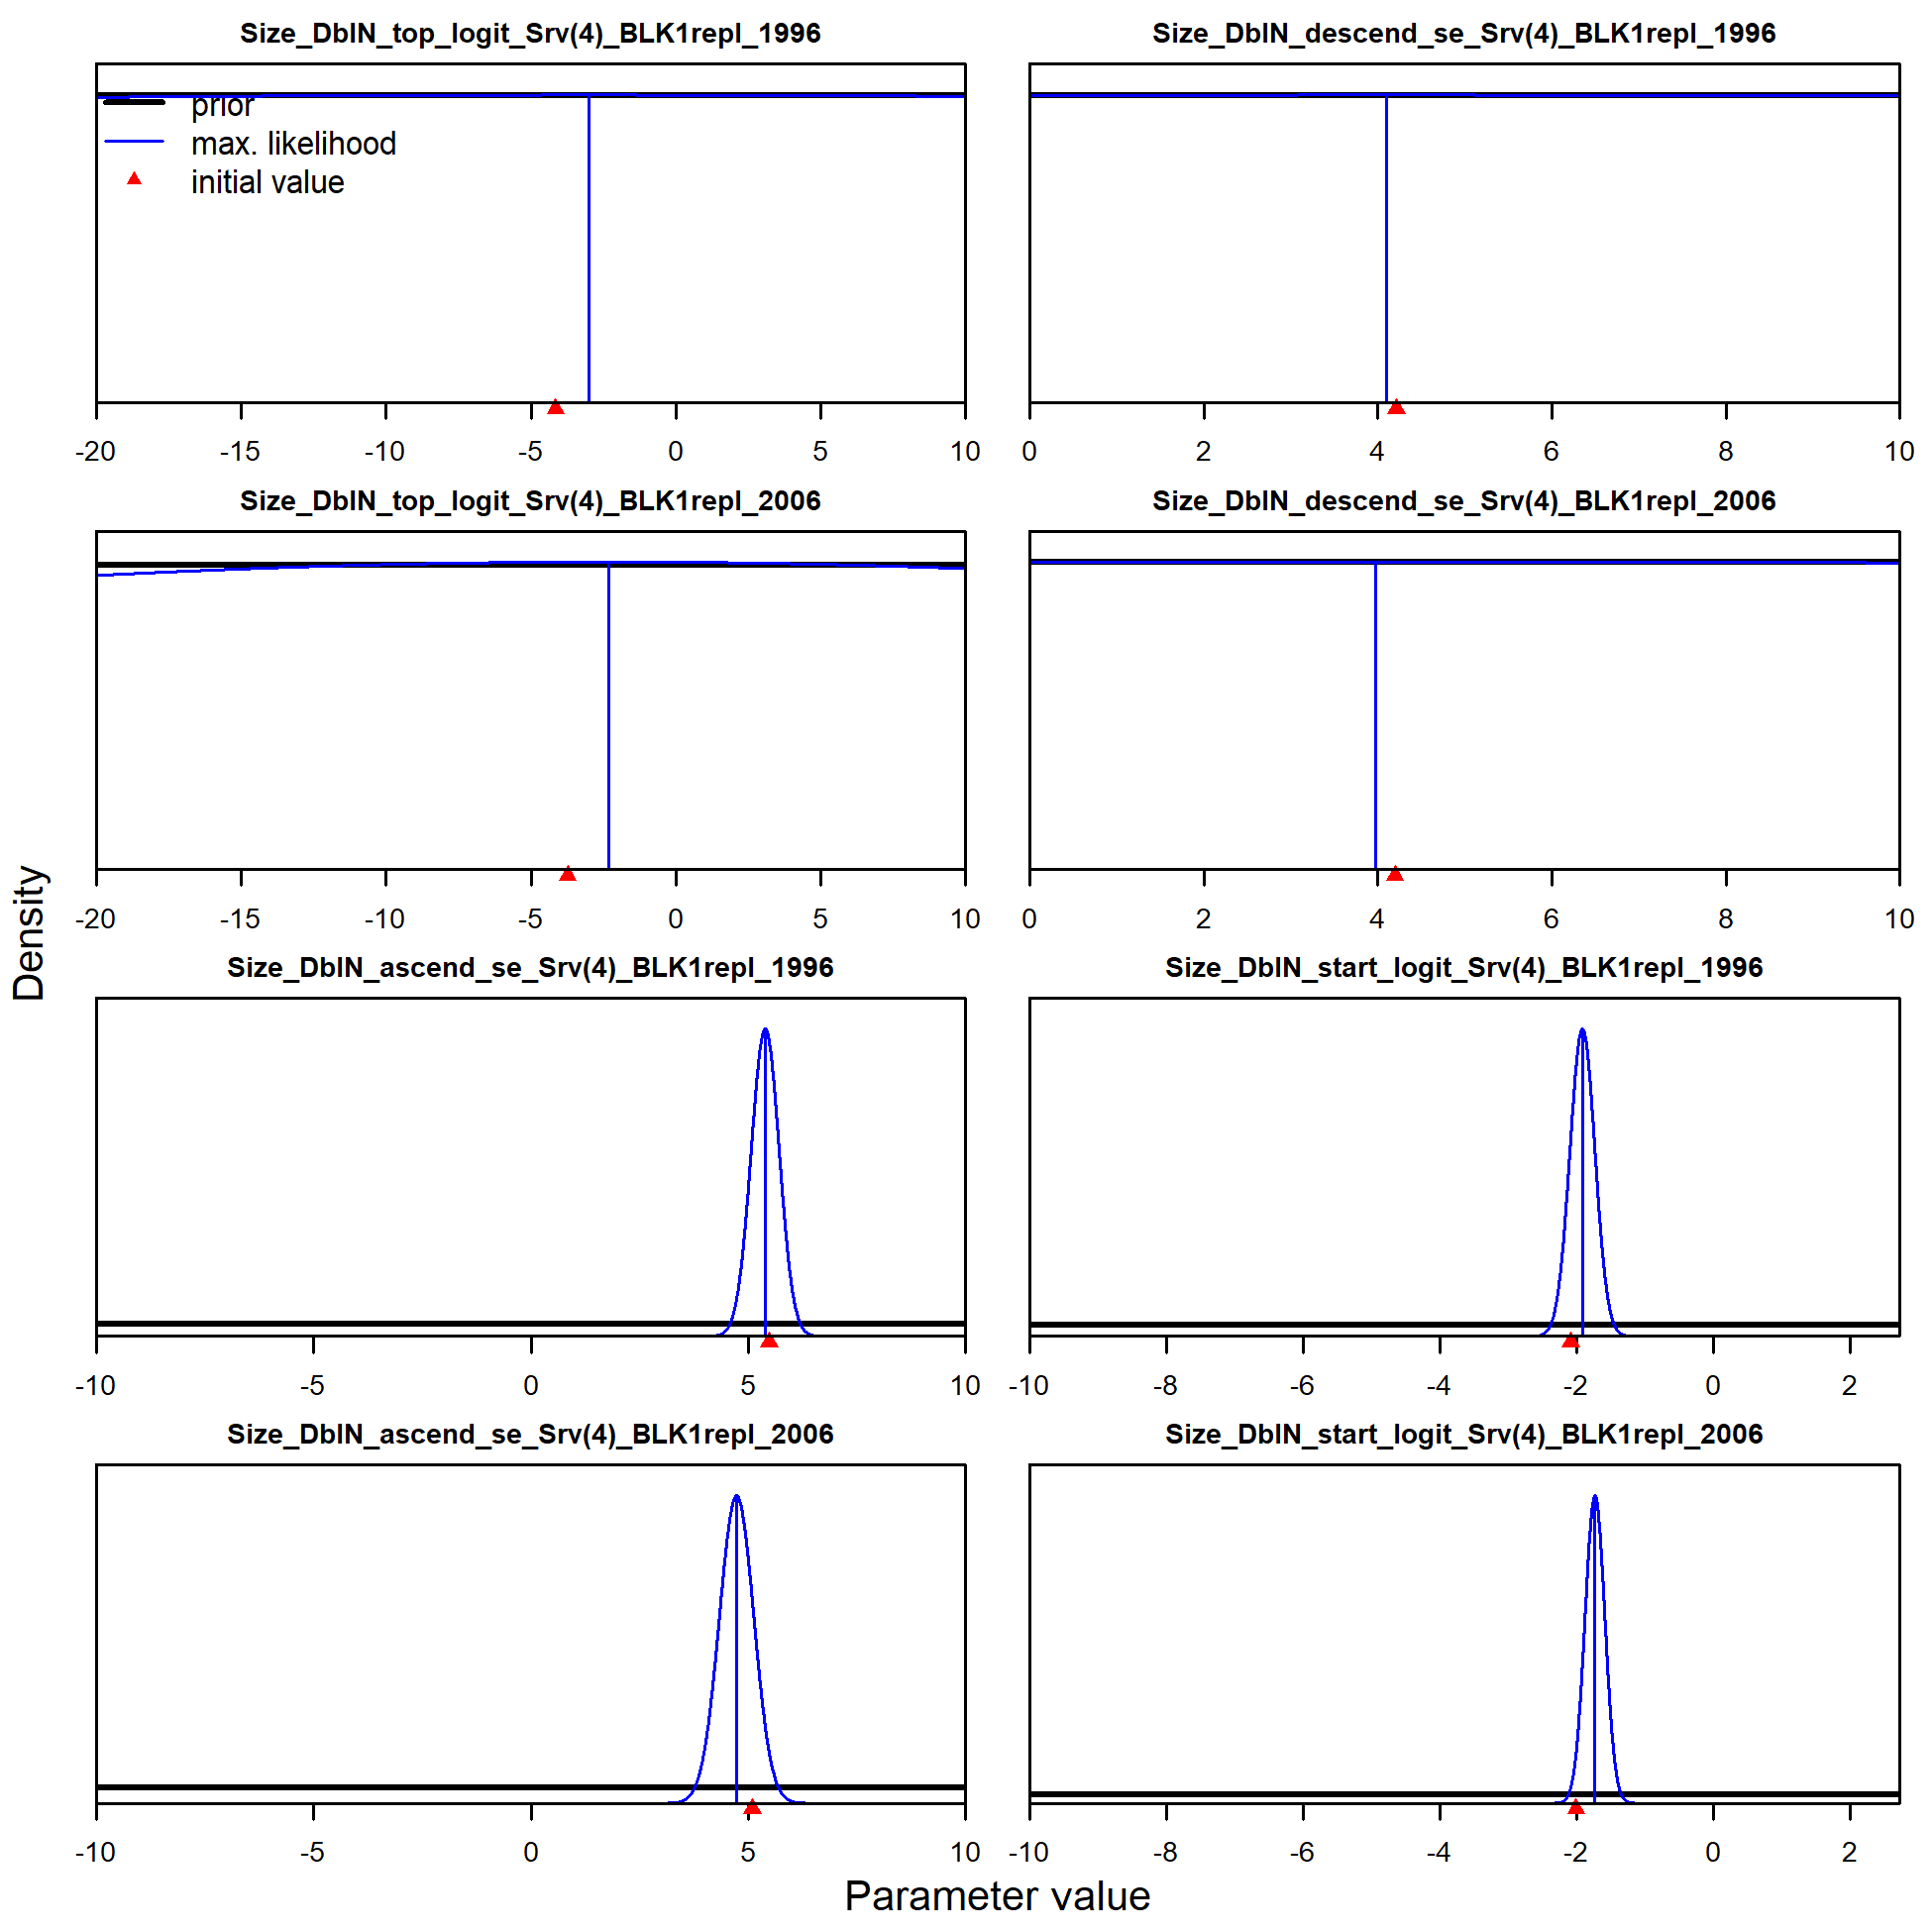 Size_DblN_top_logit_Srv(4)_BLK1repl_1996
Size_DblN_descend_se_Srv(4)_BLK1repl_1996
prior
max. likelihood
initial value
-20 -15 -10 -5 0 5 10
0 2 4 6 8 10
Size_DblN_top_logit_Srv(4)_BLK1repl_2006
Size_DblN_descend_se_Srv(4)_BLK1repl_2006
-20 -15 -10 -5 0 5 10
0 2 4 6 8 10
Density
Size_DblN_ascend_se_Srv(4)_BLK1repl_1996
Size_DblN_start_logit_Srv(4)_BLK1repl_1996
-10 -5 0 5 10
-10 -8 -6 -4 -2 0 2
Size_DblN_ascend_se_Srv(4)_BLK1repl_2006
Size_DblN_start_logit_Srv(4)_BLK1repl_2006
-10 -5 0 5 10
-10 -8 -6 -4 -2 0 2
Parameter value